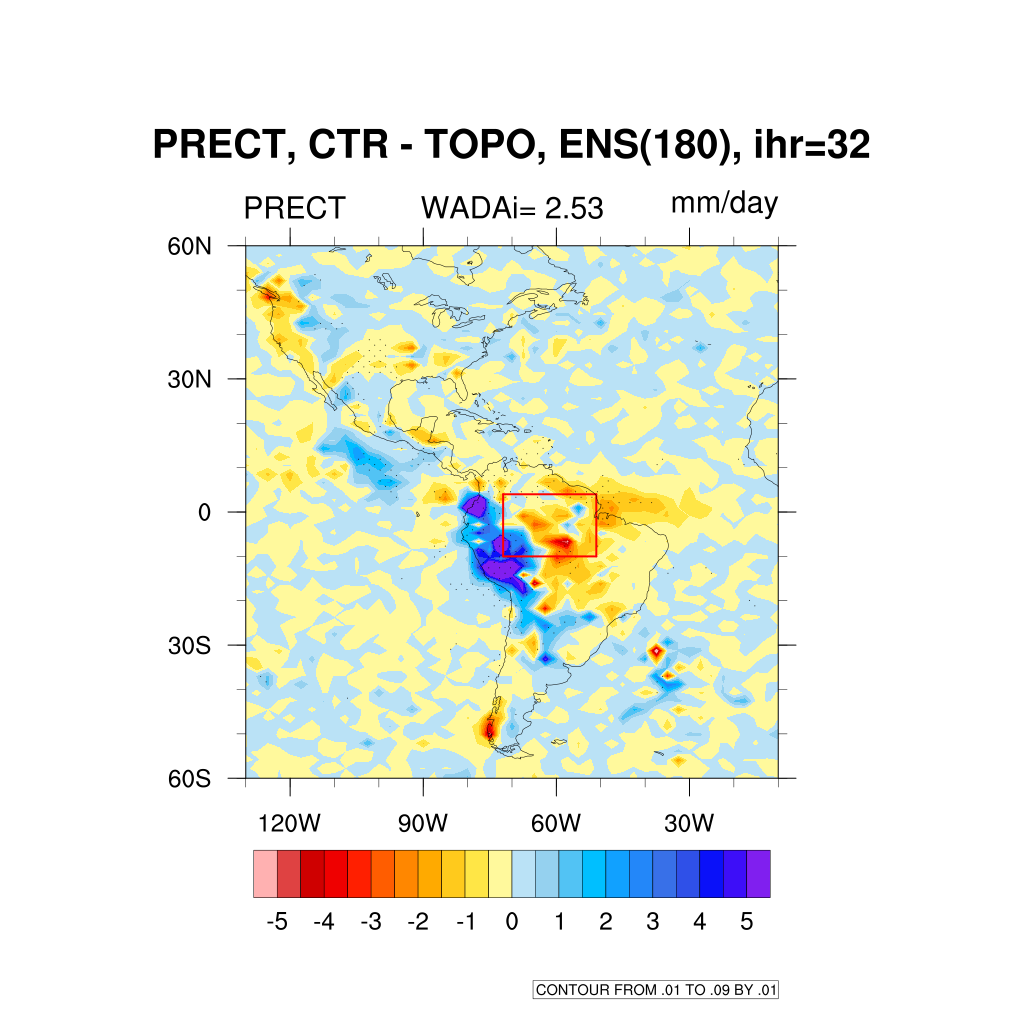 PRECT, CTR - TOPO, ENS(180), ihr=32
PRECT WADAi= 2.53 mm/day
60N
30N
0
30S
60S
120W 90W 60W 30W
-5 -4 -3 -2 -1 0 1 2 3 4 5
CONTOUR FROM .01 TO .09 BY .01